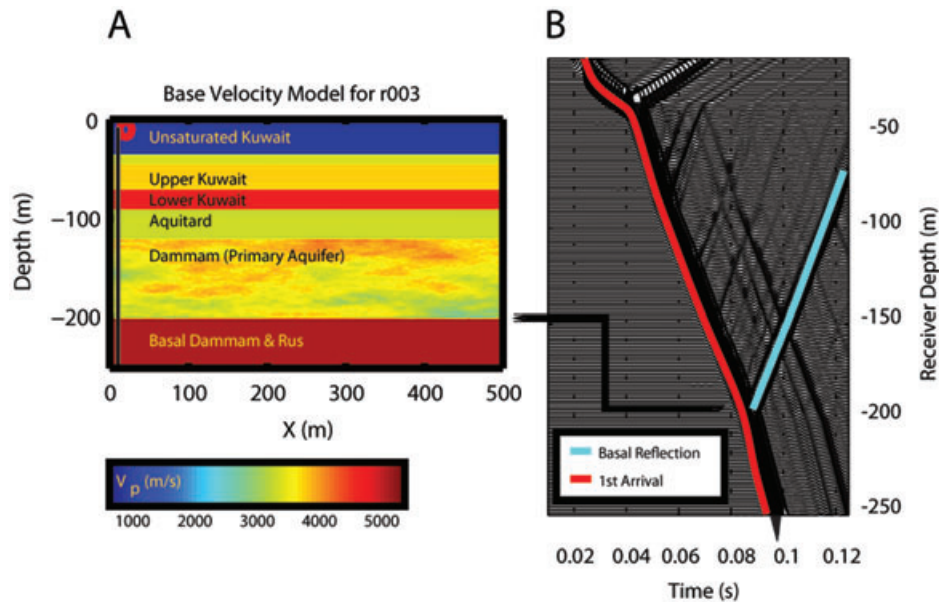 A
Base Velocity Model for r003
0
Unsaturated Kuwait
Upper Kuwait
Lower Kuwait
−100
Aquitard
Dammam (Primary Aquifer)
−200
Basal Dammam & Rus
Depth (m)
0 100 200 300 400 500
X (m)
V p (m/s)
1000 2000 3000 4000 5000
B
-50
-100
-150
-200
-250
Receiver Depth (m)
Basal Reflection
1st Arrival
0.02 0.04 0.06 0.08 0.1 0.12
Time (s)